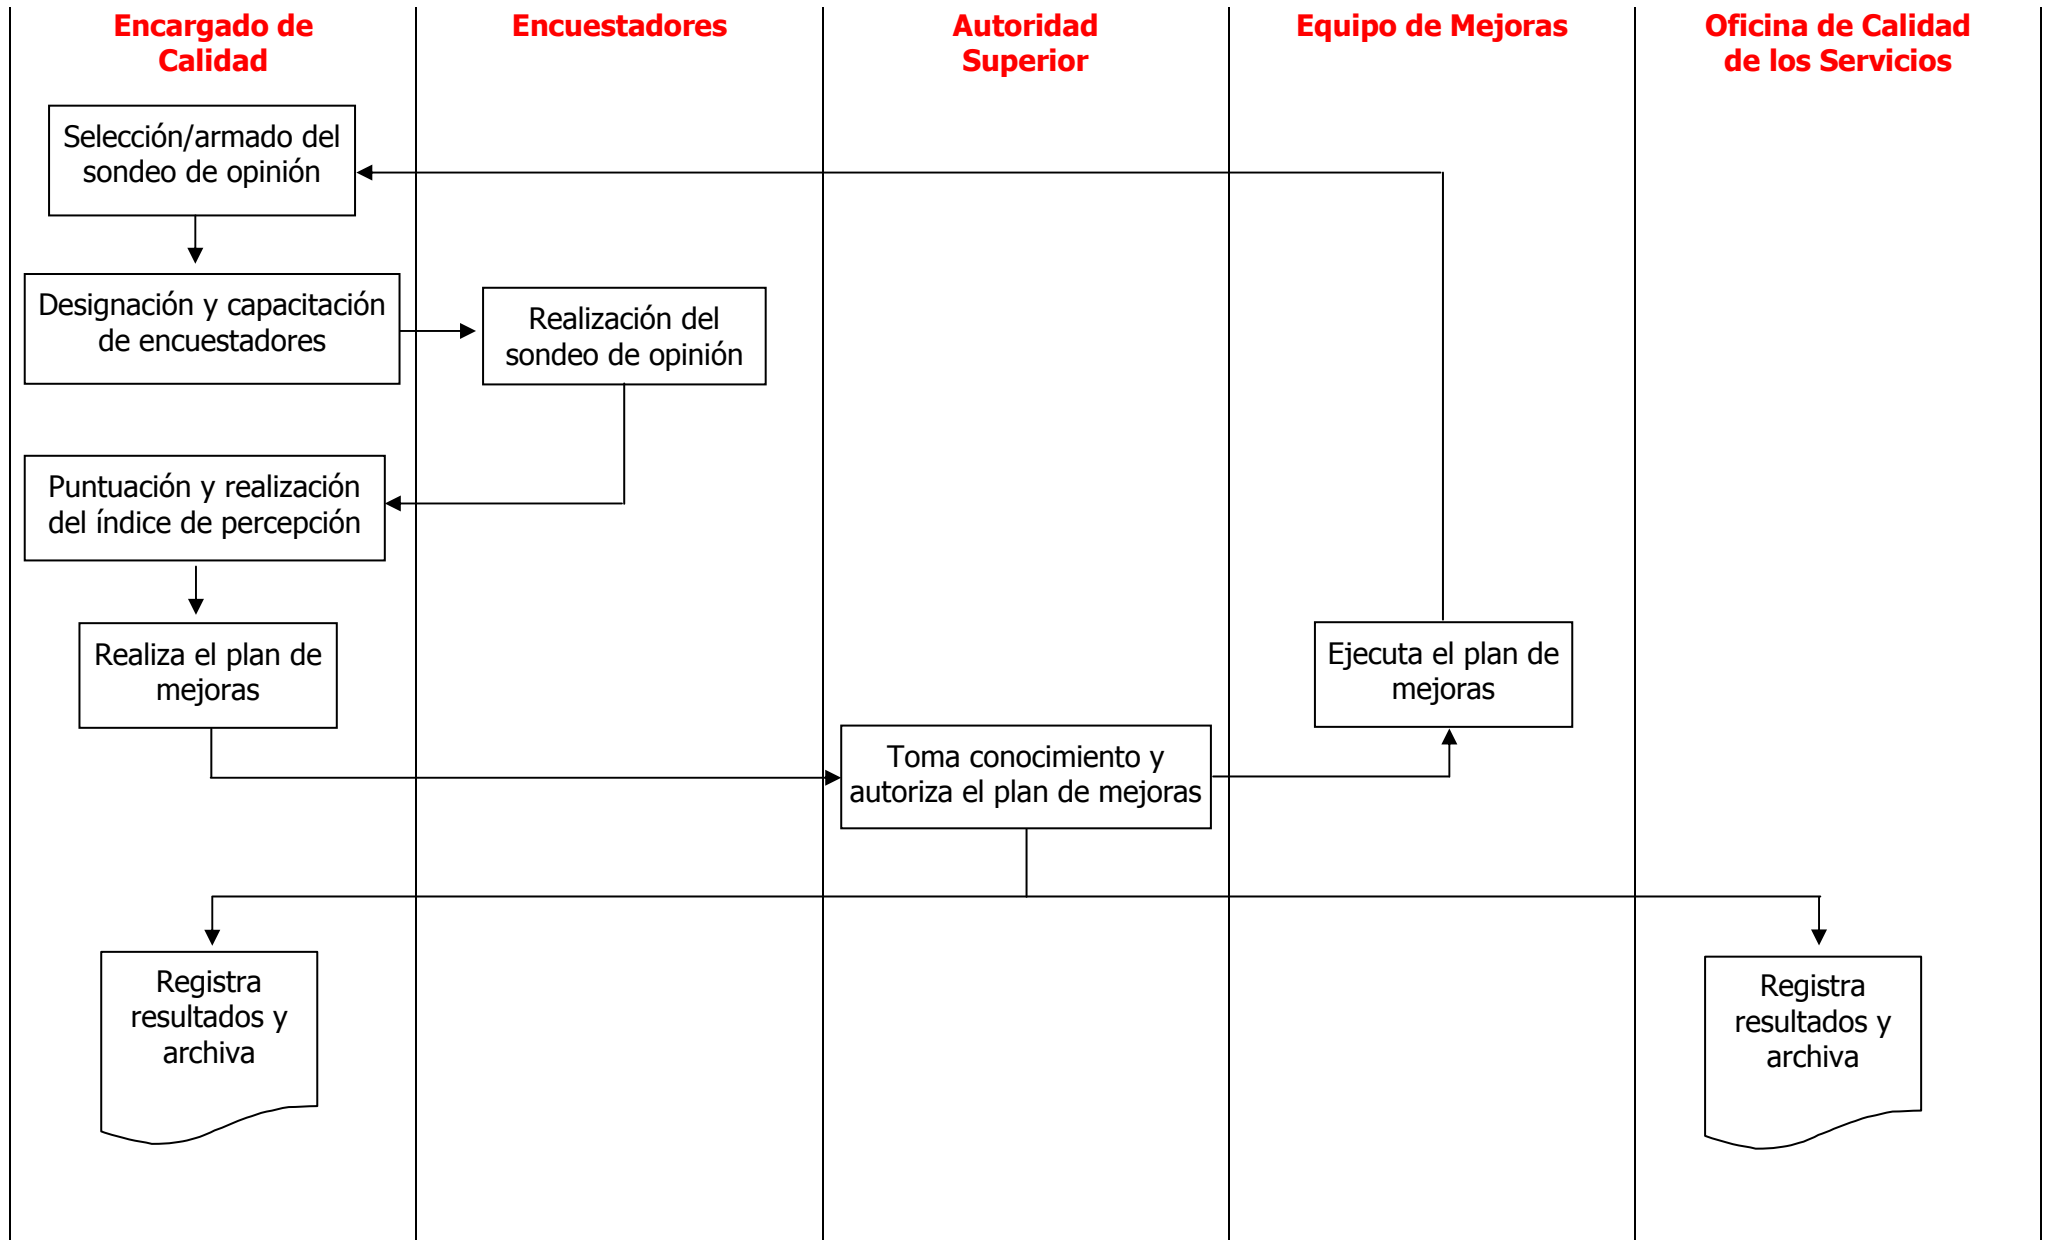 Encargado de
Calidad
Encuestadores
Autoridad
Superior
Equipo de Mejoras
Oficina de Calidad
de los Servicios
Selección/armado del
sondeo de opinión
Designación y capacitación
de encuestadores
Realización del
sondeo de opinión
Puntuación y realización
del índice de percepción
Realiza el plan de
mejoras
Ejecuta el plan de
mejoras
Toma conocimiento y
autoriza el plan de mejoras
Registra
resultados y
archiva
Registra
resultados y
archiva